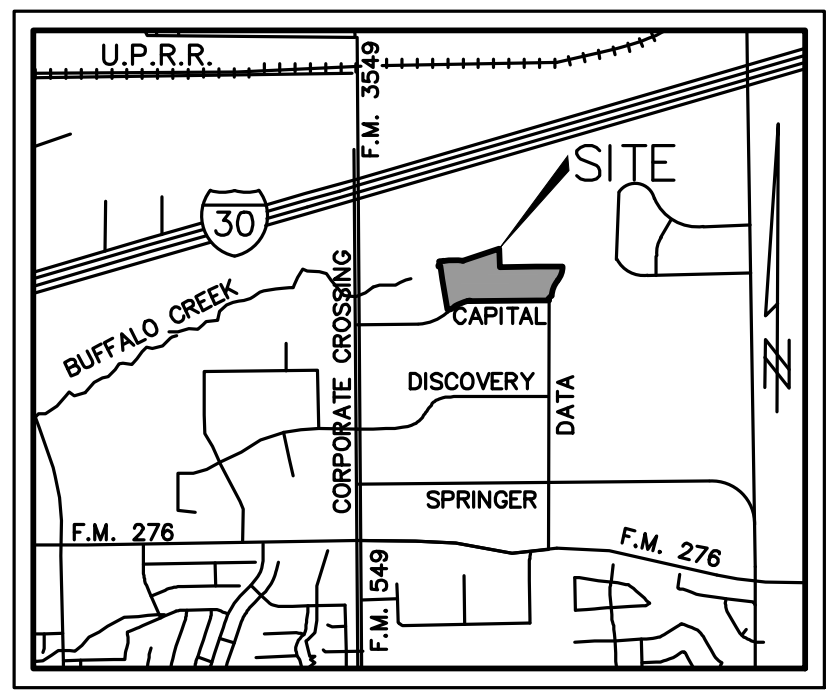 U.P.R.R.
F.M. 3549
SITE
30
BUFFALO CREEK
CORPORATE CROSSING
CAPITAL
DISCOVERY
DATA
SPRINGER
F.M. 276
F.M. 276
F.M. 549
N